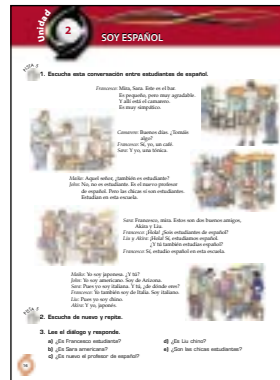 Unidad
2
SOY ESPAÑOL
1. Escucha esta conversación entre estudiantes de español.
Francesco: Mira, Sara. Este es el bar.
Es pequeño, pero muy agradable.
Y allí está el camarero.
Es muy simpático.
Camarero: Buenos días. ¿Tomáis
algo?
Francesco: Sí, yo, un café.
Sara: Y yo, una tónica.
Maiko: Aquel señor, ¿también es estudiante?
John: No, no es estudiante. Es el nuevo profesor
de español. Pero las chicas sí son estudiantes.
Estudian en esta escuela.
Sara: Francesco, mira. Estos son dos buenos amigos,
Akira y Liu.
Francesco: ¡Hola! ¿Sois estudiantes de español?
Liu y Akira: ¡Hola! Sí, estudiamos español.
¿Y tú también estudias español?
Francesco: Sí, estudio español en esta escuela.
Maiko: Yo soy japonesa. ¿Y tú?
John: Yo soy americano. Soy de Arizona.
Sara: Pues yo soy italiana. Y tú, ¿de dónde eres?
Francesco: Yo también soy de Italia. Soy italiano.
Liu: Pues yo soy chino.
Akira: Y yo, japonés.
2. Escucha de nuevo y repite.
3. Lee el diálogo y responde.
a) ¿Es Francesco estudiante?
b) ¿Es Sara americana?
c) ¿Es nuevo el profesor de español?
d) ¿Es Liu chino?
e) ¿Son las chicas estudiantes?